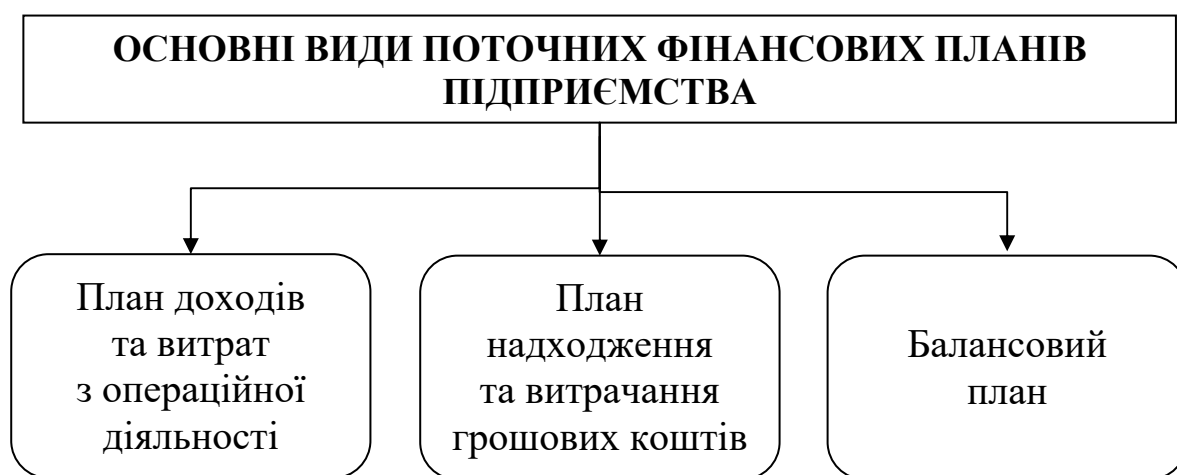 ОСНОВНІ ВИДИ ПОТОЧНИХ ФІНАНСОВИХ ПЛАНІВ
ПІДПРИЄМСТВА
План доходів
та витрат
з операційної
діяльності
План
надходження
та витрачання
грошових коштів
Балансовий
план